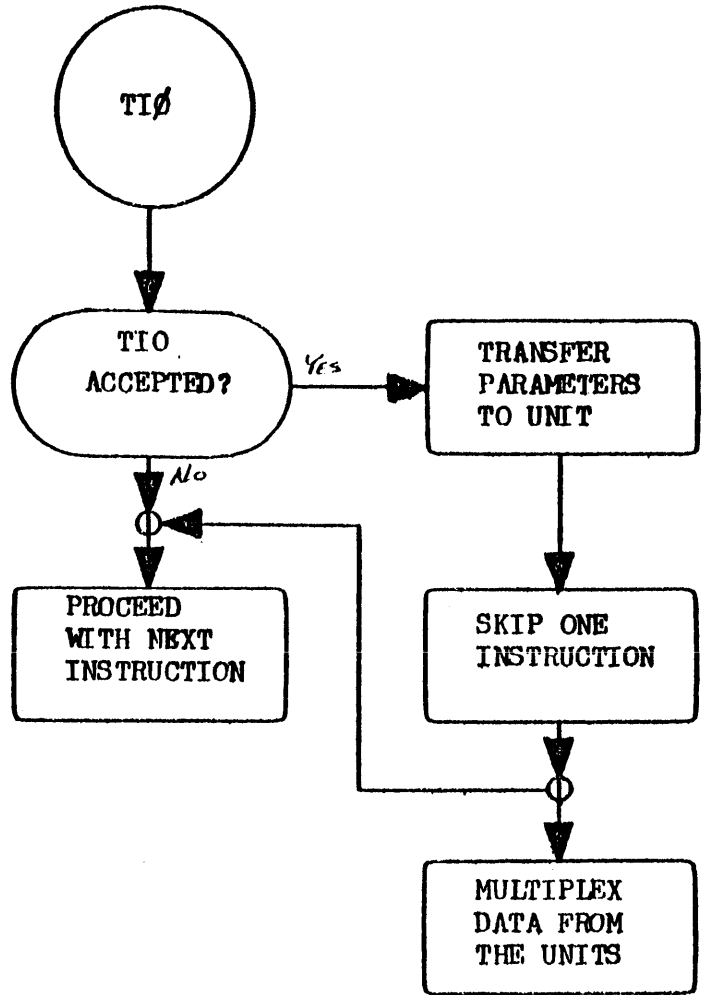 TIØ
TIO
ACCEPTED?
YES
TRANSFER
PARAMETERS
TO UNIT
NO
PROCEED
WITH NEXT
INSTRUCTION
SKIP ONE
INSTRUCTION
MULTIPLEX
DATA FROM
THE UNITS